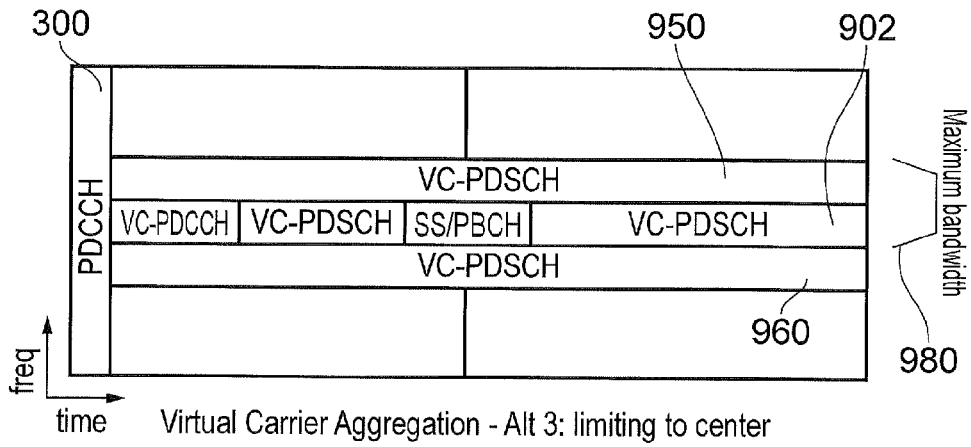 300
950
902
PDCCH
VC-PDSCH
VC-PDCCH VC-PDSCH SS/PBCH VC-PDSCH
VC-PDSCH
Maximum bandwidth
960
980
freq
time
Virtual Carrier Aggregation - Alt 3: limiting to center